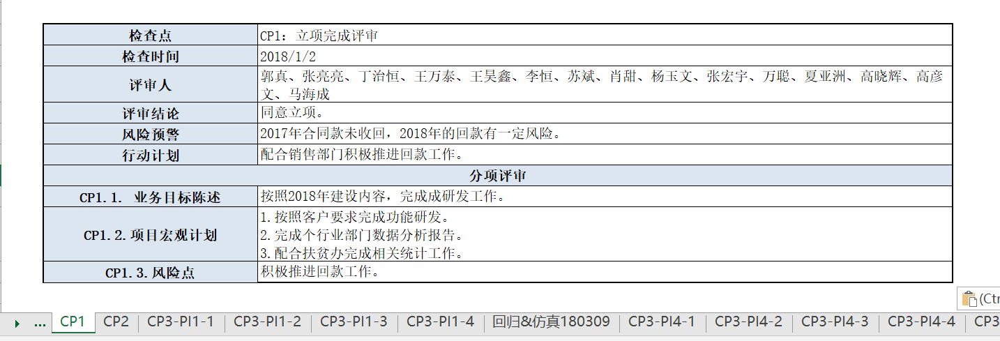 检查点
CP1：立项完成评审
检查时间
2018/1/2
评审人
郭真、张亮亮、丁治恒、王万泰、王昊鑫、李恒、苏斌、肖甜、杨玉文、张宏宇、万聪、夏亚洲、高晓辉、高彦
文、马海成
评审结论
同意立项。
风险预警
2017年合同款未收回，2018年的回款有一定风险。
行动计划
配合销售部门积极推进回款工作。
分项评审
CP1.1. 业务目标陈述
按照2018年建设内容，完成成研发工作。
CP1.2.项目宏观计划
1.按照客户要求完成功能研发。
2.完成个行业部门数据分析报告。
3.配合扶贫办完成相关统计工作。
CP1.3.风险点
积极推进回款工作。
(Ctr
... CP1 CP2 CP3-PI1-1 CP3-PI1-2 CP3-PI1-3 CP3-PI1-4 回归&仿真180309 CP3-PI4-1 CP3-PI4-2 CP3-PI4-3 CP3-PI4-4 CP3